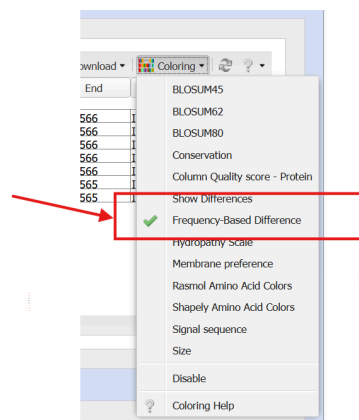 wnload Coloring ?
End
566 I
566 I
566 I
566 I
566 I
565 I
565 I
BLOSUM45
BLOSUM62
BLOSUM80
Conservation
Column Quality score - Protein
Show Differences
Frequency-Based Difference
Hydropathy Scale
Membrane preference
Rasmol Amino Acid Colors
Shapely Amino Acid Colors
Signal sequence
Size
Disable
? Coloring Help